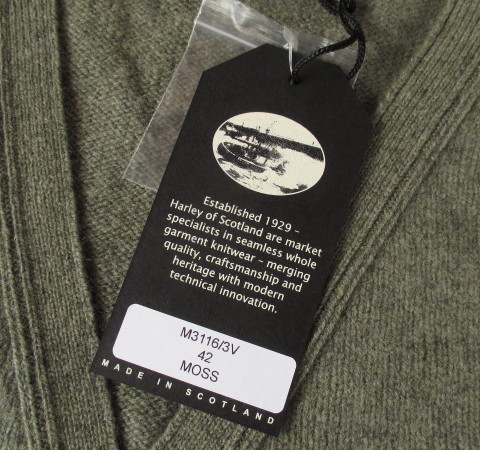 Established 1929 –
Harley of Scotland are market
specialists in seamless whole
garment knitwear – merging
quality, craftsmanship and
heritage with modern
technical innovation.
M3116/3V
42
MOSS
MADE IN SCOTLAND